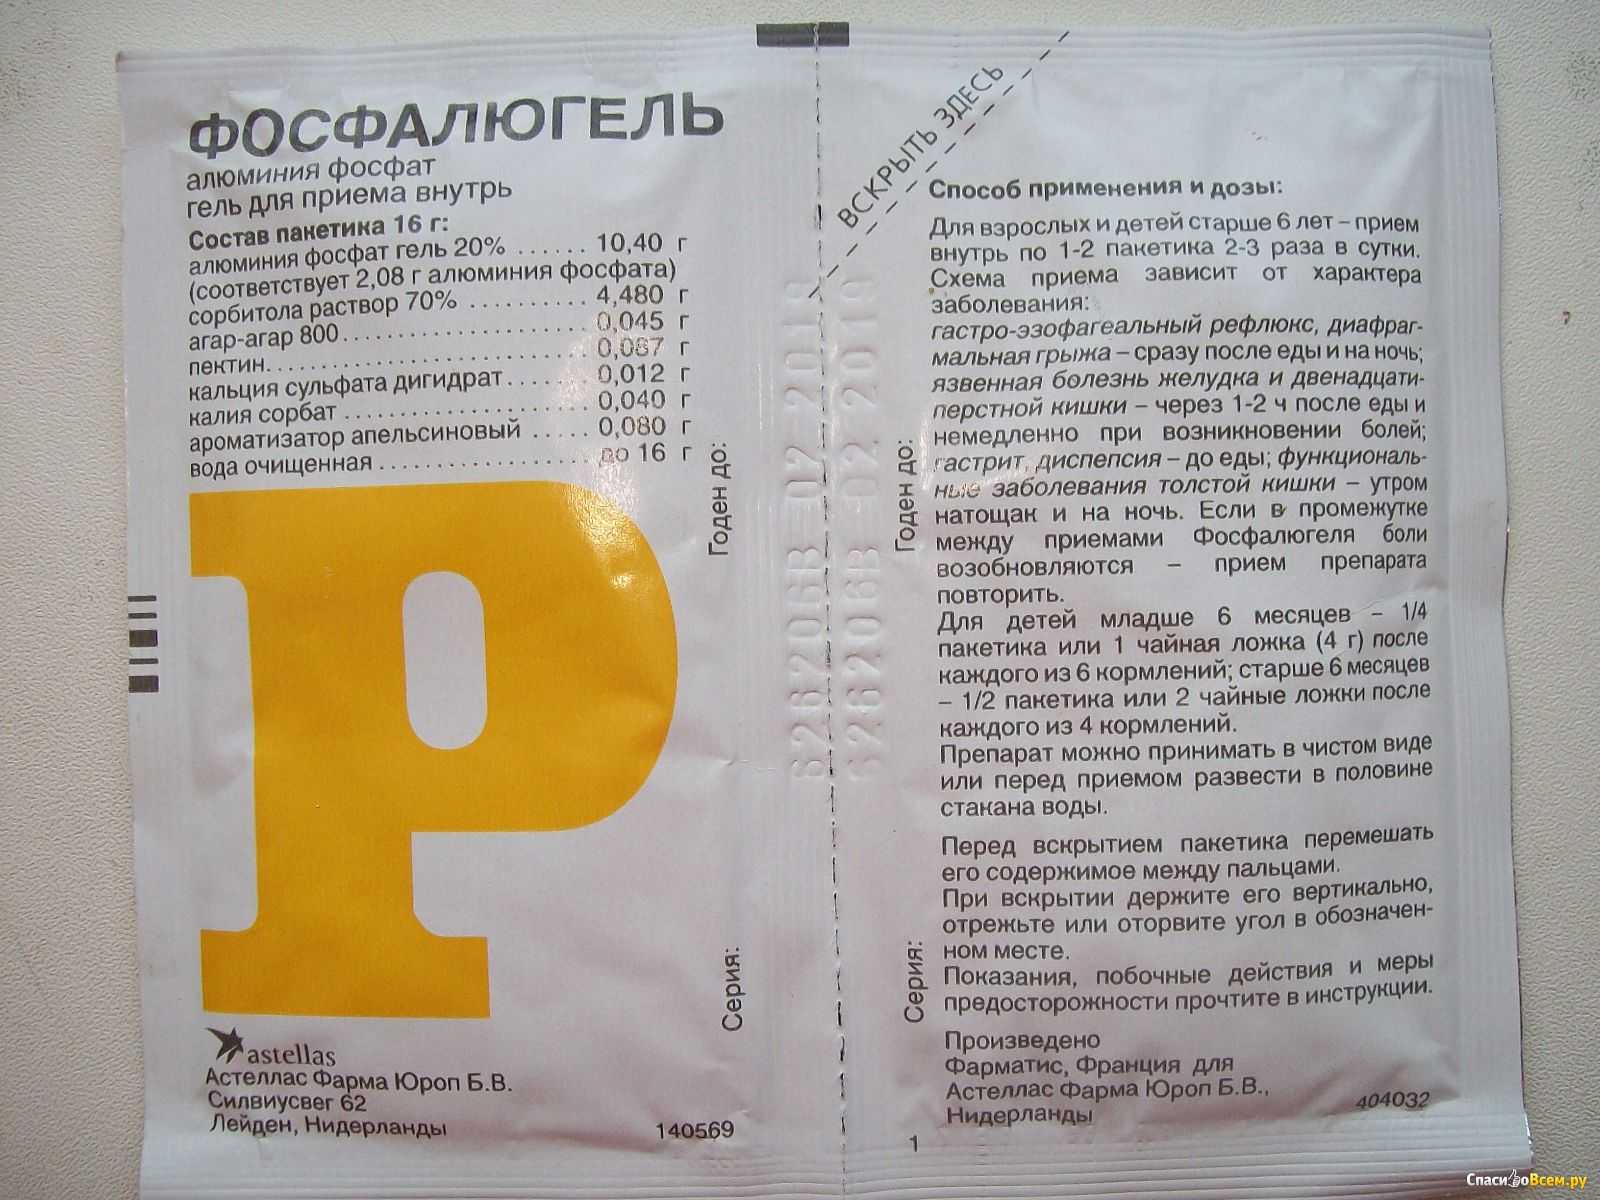 ФОСФАЛЮГЕЛЬ
алюминия фосфат
гель для приема внутрь
Состав пакетика 16 г:
алюминия фосфат гель 20% ...... 10,40 г
(соответствует 2,08 г алюминия фосфата)
сорбитола раствор 70% .......... 4,480 г
агар-агар 800..................... 0,045 г
пектин............................ 0,087 г
кальция сульфата дигидрат....... 0,012 г
калия сорбат ..................... 0,040 г
ароматизатор апельсиновый ..... 0,080 г
вода очищенная................... до 16 г
Годен до:
Серия:
astellas
Астеллас Фарма Юроп Б.В.
Силвиусвег 62
Лейден, Нидерланды
140569
626206B 02 2019
626206B 02 2019
ВСКРЫТЬ ЗДЕСЬ
Годен до:
Серия:
Способ применения и дозы:
Для взрослых и детей старше 6 лет – прием
внутрь по 1-2 пакетика 2-3 раза в сутки.
Схема приема зависит от характера
заболевания:
гастро-эзофагеальный рефлюкс, диафраг-
мальная грыжа – сразу после еды и на ночь;
язвенная болезнь желудка и двенадцати-
перстной кишки – через 1-2 ч после еды и
немедленно при возникновении болей;
гастрит, диспепсия – до еды; функциональ-
ные заболевания толстой кишки – утром
натощак и на ночь. Если в промежутке
между приемами Фосфалюгеля боли
возобновляются – прием препарата
повторить.
Для детей младше 6 месяцев – 1/4
пакетика или 1 чайная ложка (4 г) после
каждого из 6 кормлений; старше 6 месяцев
– 1/2 пакетика или 2 чайные ложки после
каждого из 4 кормлений.
Препарат можно принимать в чистом виде
или перед приемом развести в половине
стакана воды.
Перед вскрытием пакетика перемешать
его содержимое между пальцами.
При вскрытии держите его вертикально,
отрежьте или оторвите угол в обозначен-
ном месте.
Показания, побочные действия и меры
предосторожности прочтите в инструкции.
Произведено
Фарматис, Франция для
Астеллас Фарма Юроп Б.В.,
Нидерланды
404032
1
СпасибоВсем.ру